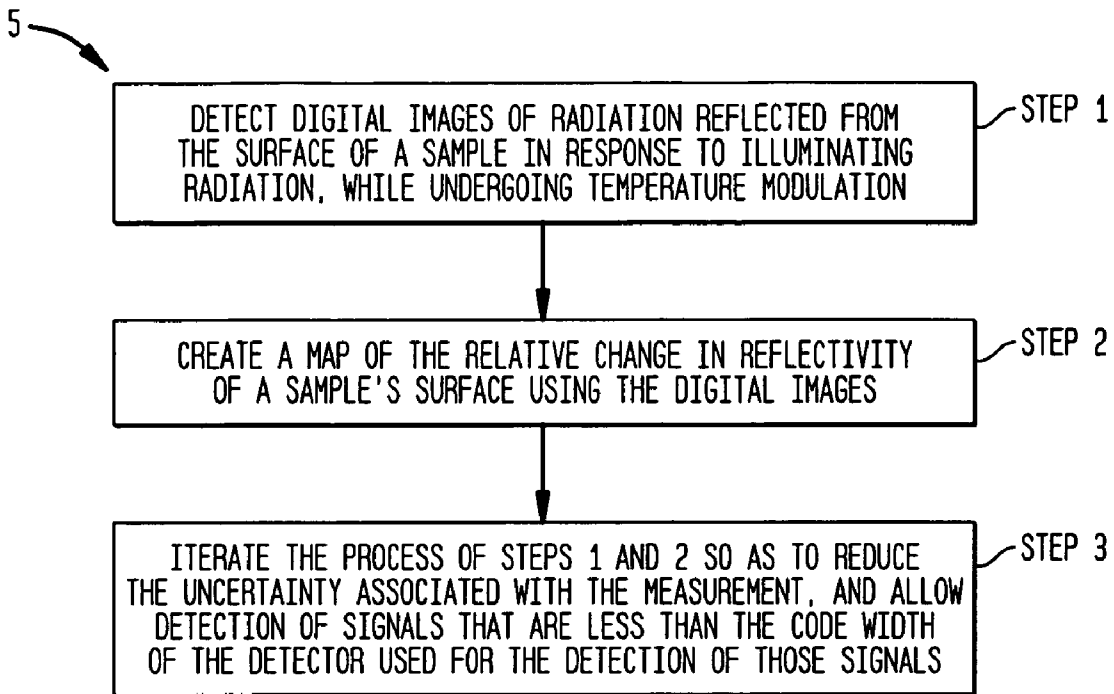 5
DETECT DIGITAL IMAGES OF RADIATION REFLECTED FROM
THE SURFACE OF A SAMPLE IN RESPONSE TO ILLUMINATING
RADIATION, WHILE UNDERGOING TEMPERATURE MODULATION
STEP 1
CREATE A MAP OF THE RELATIVE CHANGE IN REFLECTIVITY
OF A SAMPLE'S SURFACE USING THE DIGITAL IMAGES
STEP 2
ITERATE THE PROCESS OF STEPS 1 AND 2 SO AS TO REDUCE
THE UNCERTAINTY ASSOCIATED WITH THE MEASUREMENT, AND ALLOW
DETECTION OF SIGNALS THAT ARE LESS THAN THE CODE WIDTH
OF THE DETECTOR USED FOR THE DETECTION OF THOSE SIGNALS
STEP 3